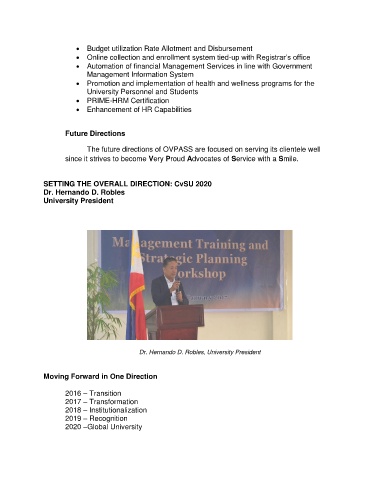 • Budget utilization Rate Allotment and Disbursement
• Online collection and enrollment system tied-up with Registrar's office
• Automation of financial Management Services in line with Government
Management Information System
• Promotion and implementation of health and wellness programs for the
University Personnel and Students
• PRIME-HRM Certification
• Enhancement of HR Capabilities
Future Directions
The future directions of OVPASS are focused on serving its clientele well
since it strives to become Very Proud Advocates of Service with a Smile.
SETTING THE OVERALL DIRECTION: CvSU 2020
Dr. Hernando D. Robles
University President
Management Training and
Strategic Planning
Workshop
Dr. Hernando D. Robles, University President
Moving Forward in One Direction
2016 – Transition
2017 – Transformation
2018 – Institutionalization
2019 – Recognition
2020 –Global University